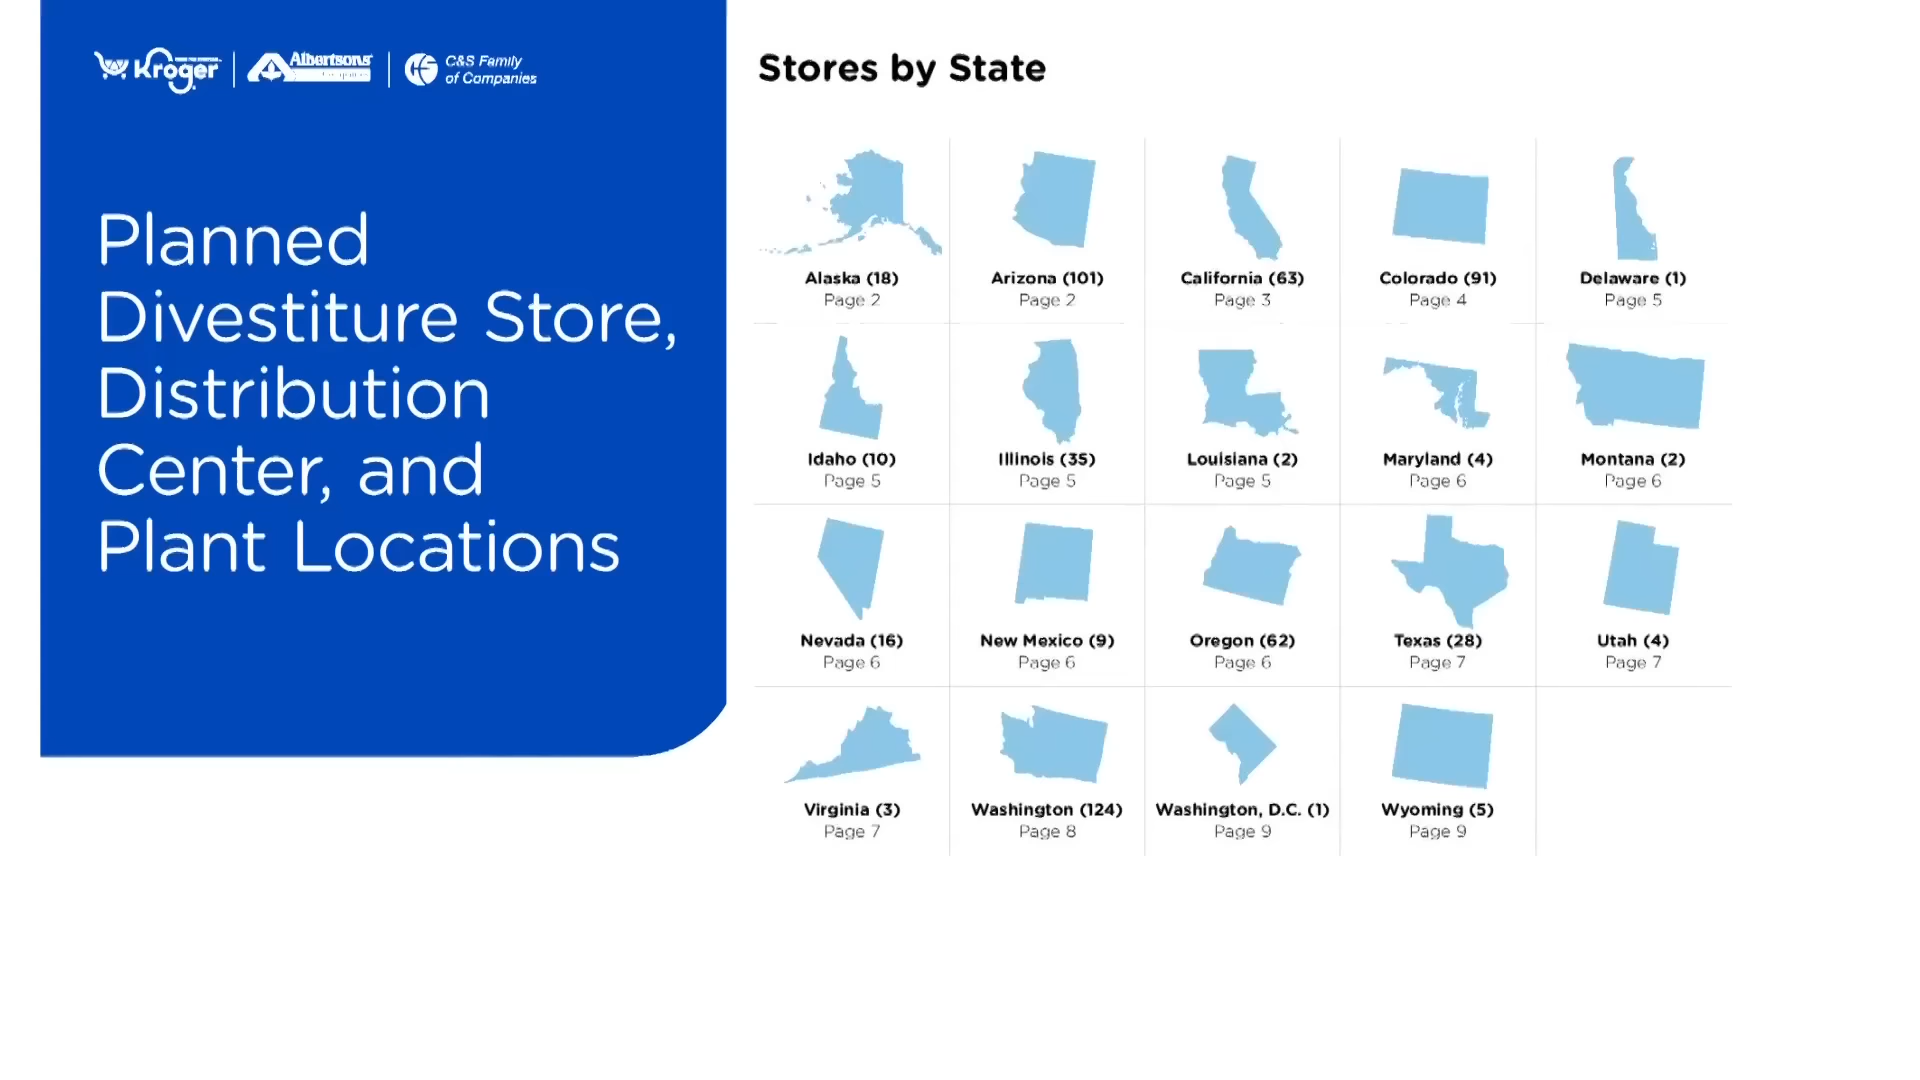 Kroger
Albertsons
C&S Family
of Companies
Planned
Divestiture Store,
Distribution
Center, and
Plant Locations
Stores by State
Alaska (18)
Page 2
Arizona (101)
Page 2
California (63)
Page 3
Colorado (91)
Page 4
Delaware (1)
Page 5
Idaho (10)
Page 5
Illinois (35)
Page 5
Louisiana (2)
Page 5
Maryland (4)
Page 6
Montana (2)
Page 6
Nevada (16)
Page 6
New Mexico (9)
Page 6
Oregon (62)
Page 6
Texas (28)
Page 7
Utah (4)
Page 7
Virginia (3)
Page 7
Washington (124)
Page 8
Washington, D.C. (1)
Page 9
Wyoming (5)
Page 9